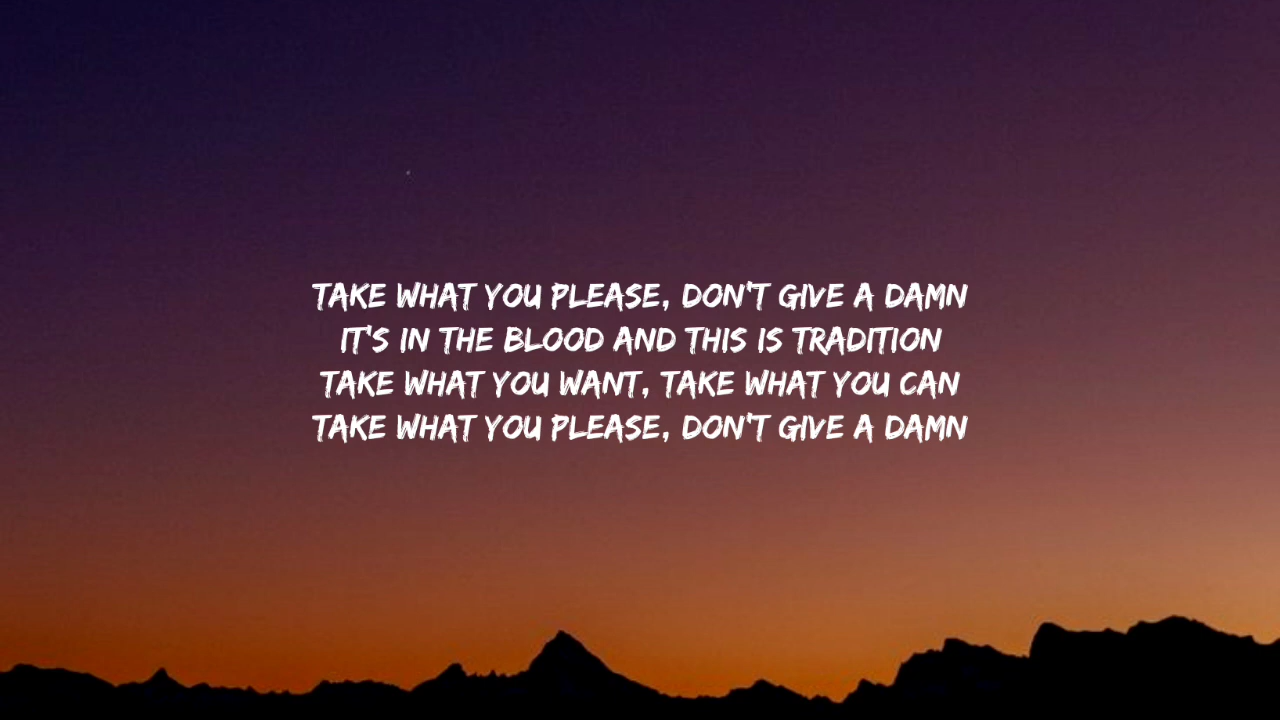 TAKE WHAT YOU PLEASE, DON'T GIVE A DAMN
IT'S IN THE BLOOD AND THIS IS TRADITION
TAKE WHAT YOU WANT, TAKE WHAT YOU CAN
TAKE WHAT YOU PLEASE, DON'T GIVE A DAMN